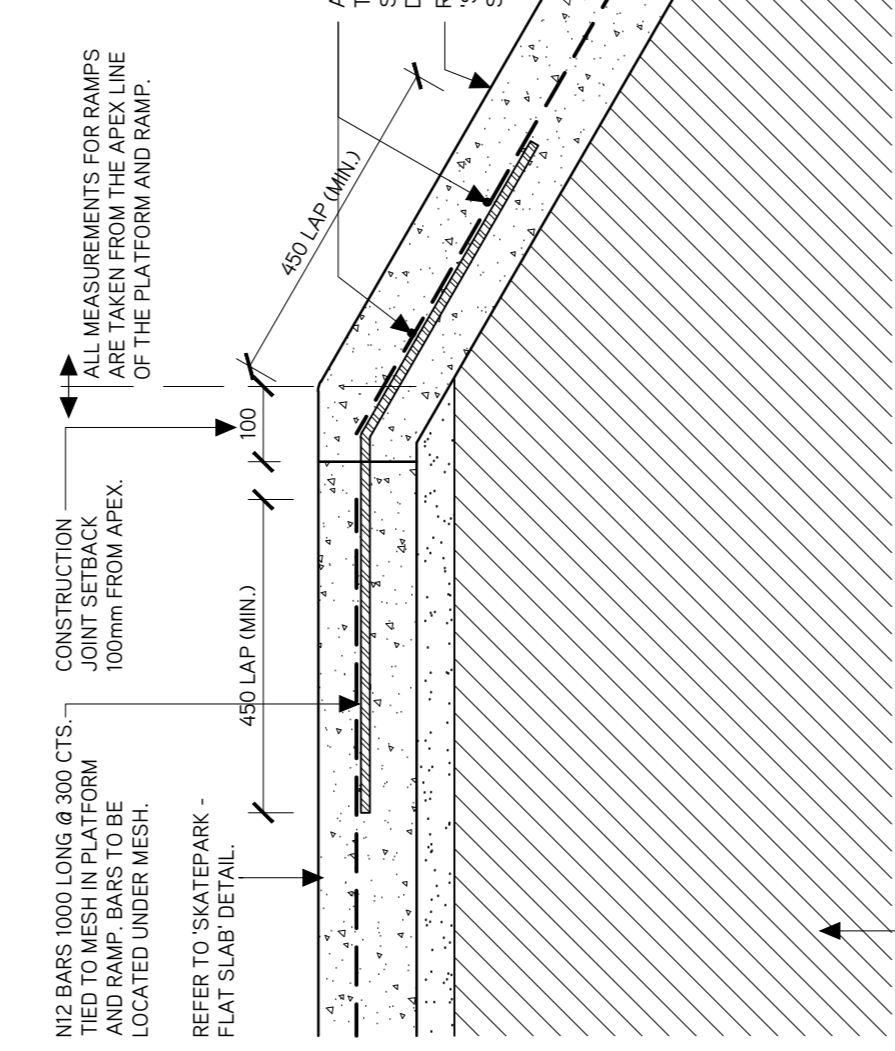 ALL MEASUREMENTS FOR RAMPS
ARE TAKEN FROM THE APEX LINE
OF THE PLATFORM AND RAMP.
CONSTRUCTION
JOINT SETBACK
100mm FROM APEX.
N12 BARS 1000 LONG @ 300 CTS.
TIED TO MESH IN PLATFORM
AND RAMP. BARS TO BE
LOCATED UNDER MESH.
REFER TO 'SKATEPARK -
FLAT SLAB' DETAIL.
450 LAP (MIN.)
100
450 LAP (MIN.)